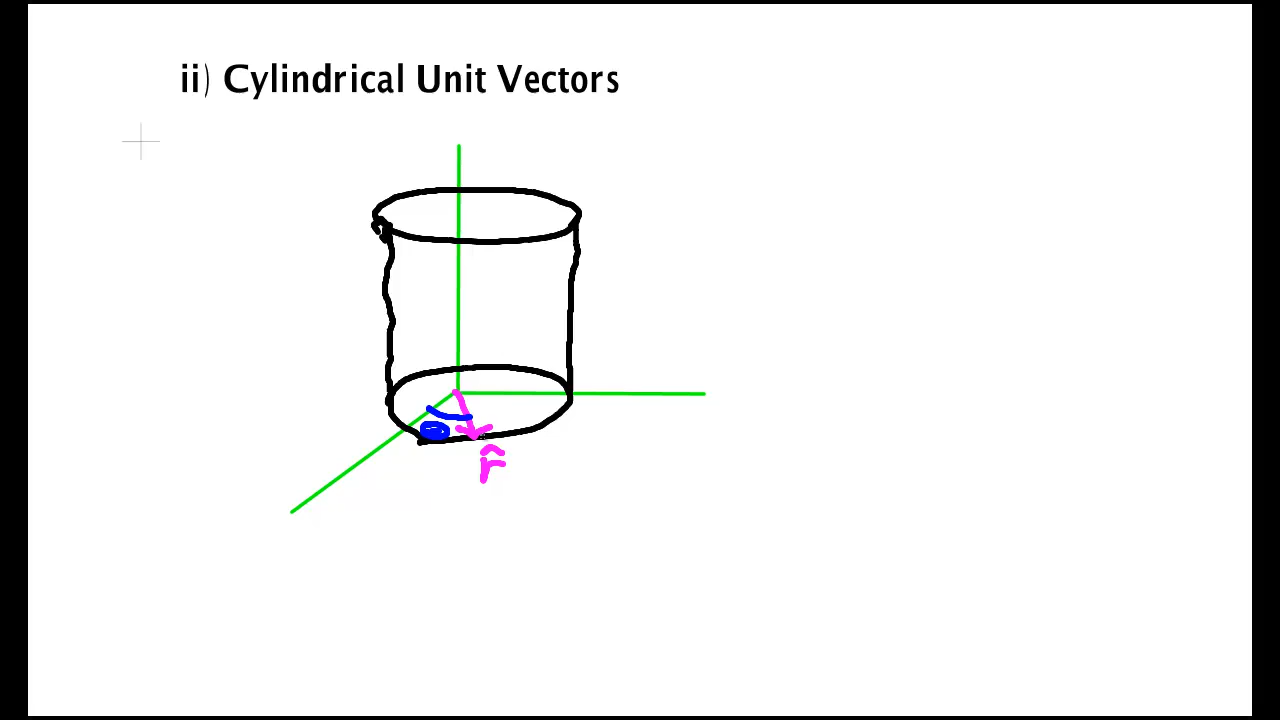 ii) Cylindrical Unit Vectors
θ
r̂